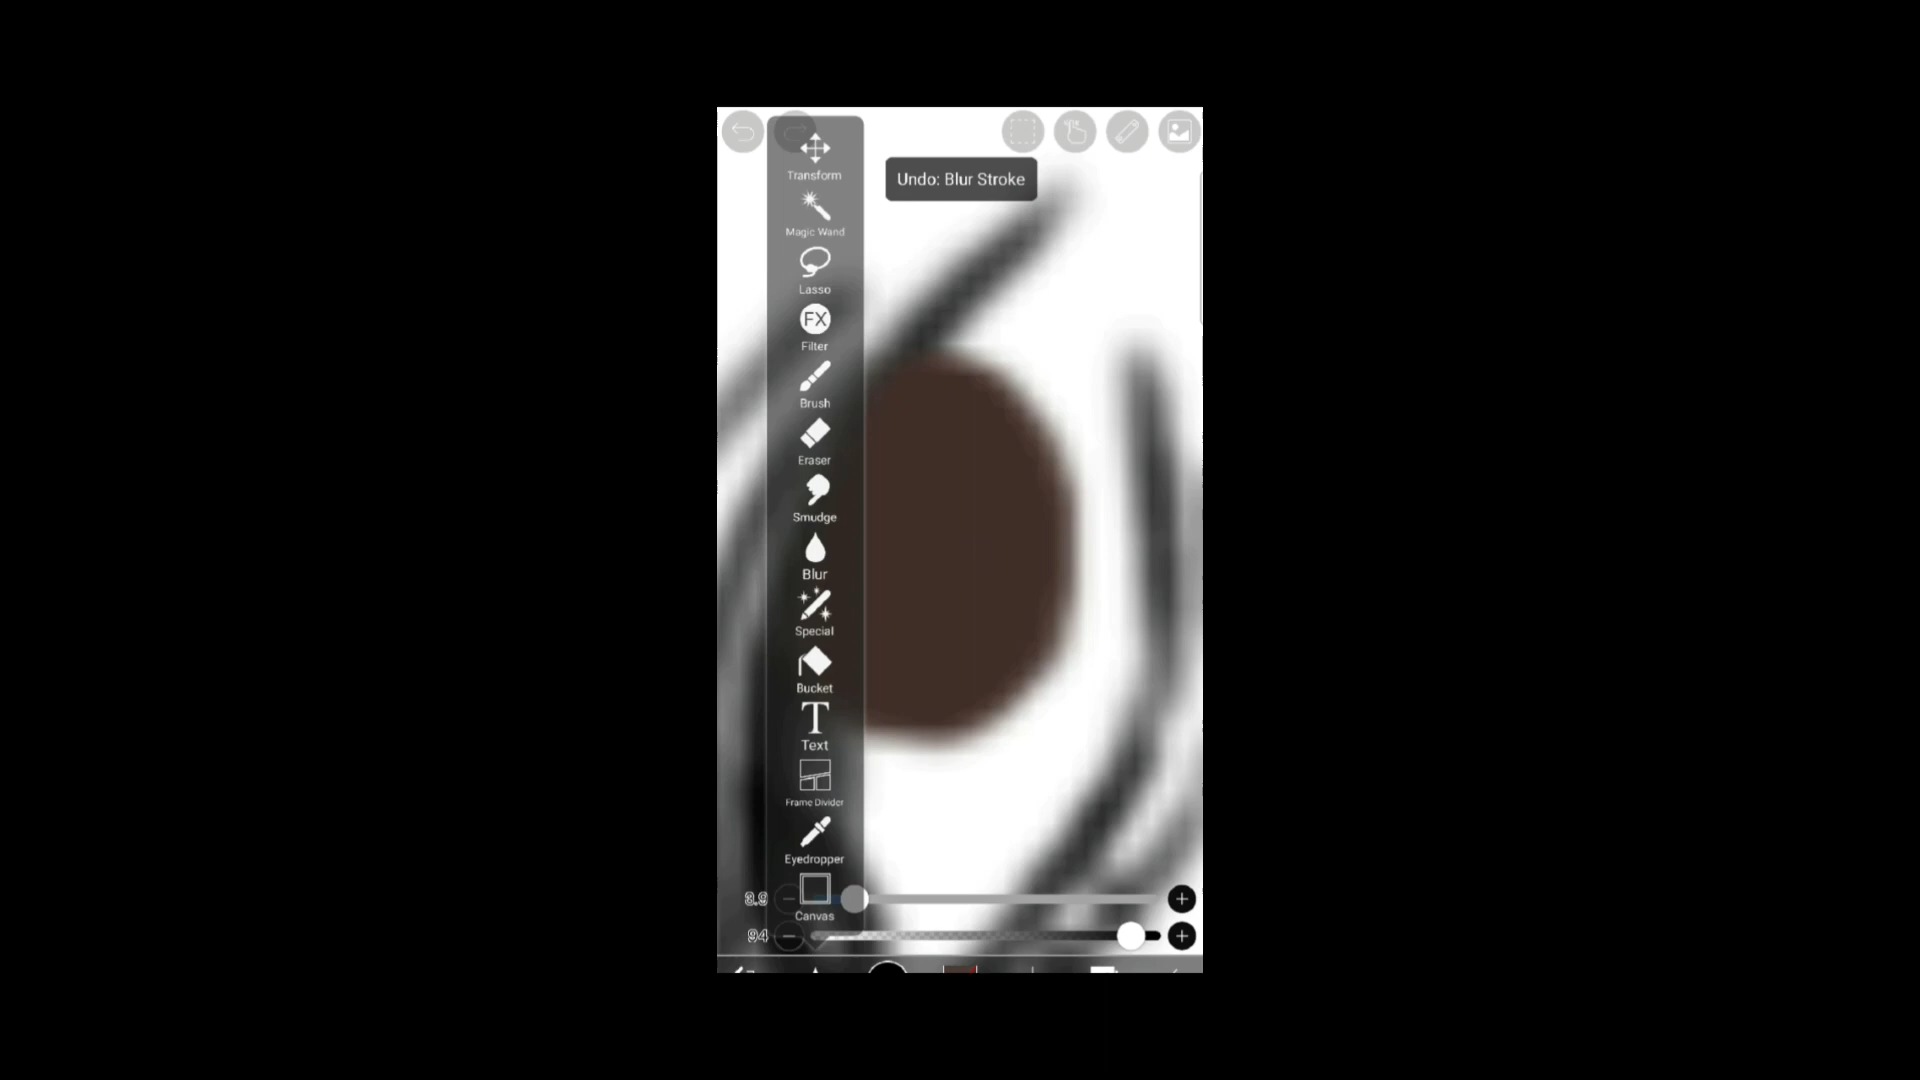 Transform
Undo: Blur Stroke
Magic Wand
Lasso
FX
Filter
Brush
Eraser
Smudge
Blur
Special
Bucket
T
Text
Frame Divider
Eyedropper
Canvas
94